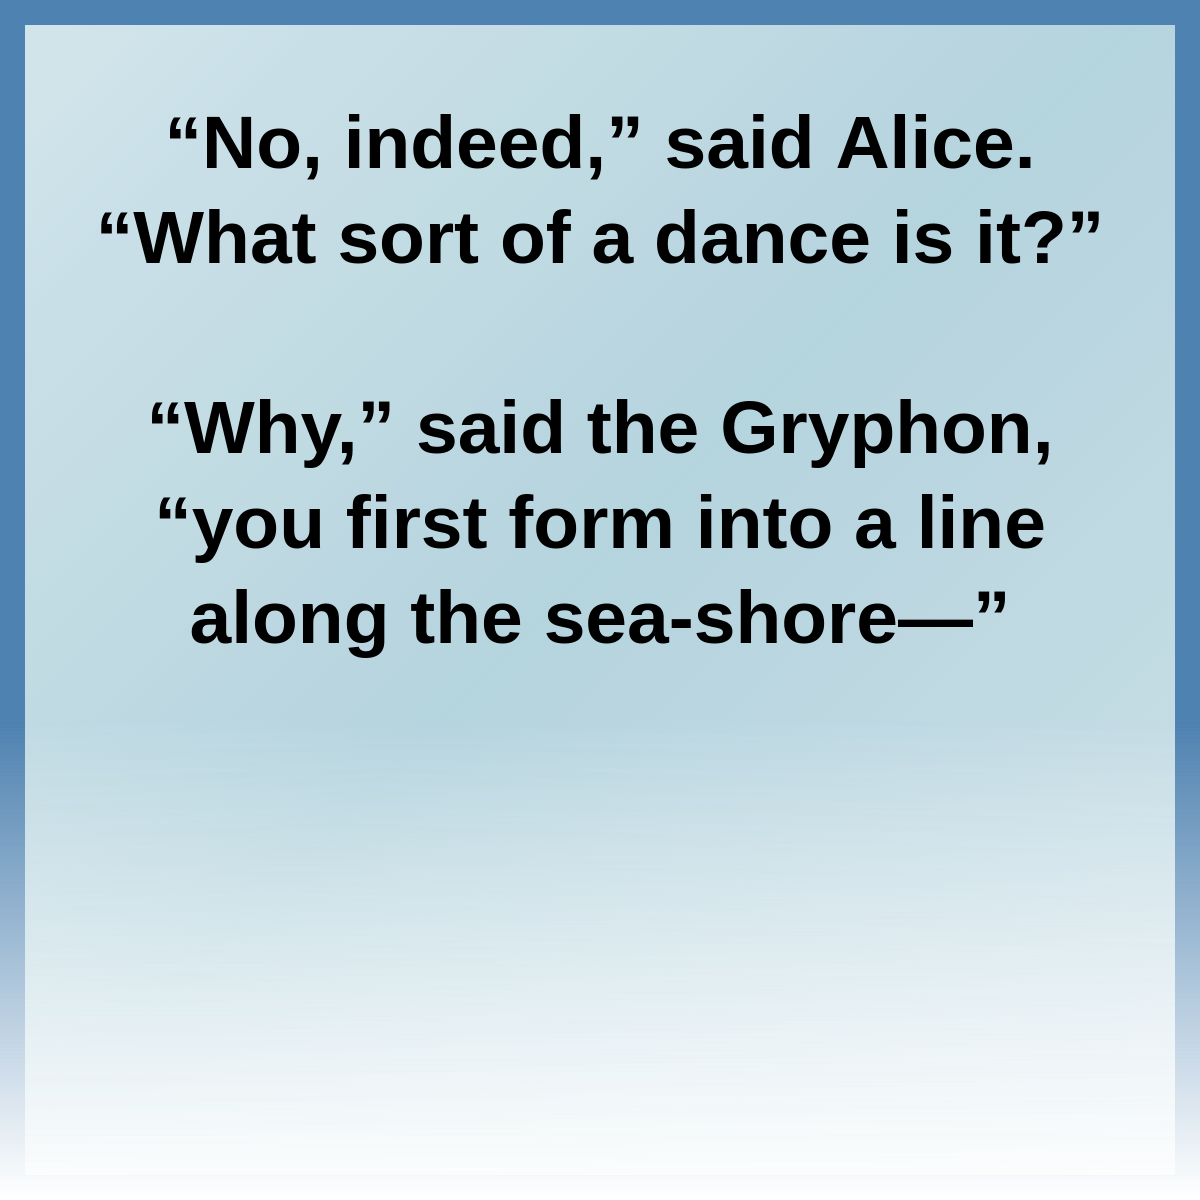 “No, indeed,” said Alice.
“What sort of a dance is it?”
“Why,” said the Gryphon,
“you first form into a line
along the sea-shore—”